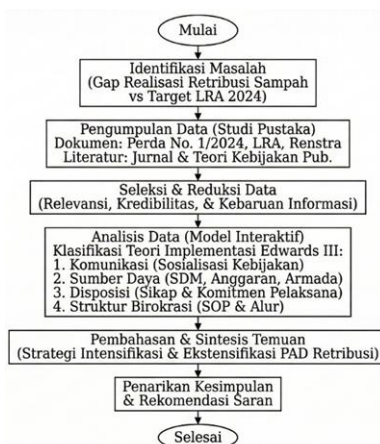 Mulai
Identifikasi Masalah
(Gap Realisasi Retribusi Sampah
vs Target LRA 2024)
Pengumpulan Data (Studi Pustaka)
Dokumen: Perda No. 1/2024, LRA, Renstra
Literatur: Jurnal & Teori Kebijakan Pub.
Seleksi & Reduksi Data
(Relevansi, Kredibilitas, & Kebaruan Informasi)
Analisis Data (Model Interaktif)
Klasifikasi Teori Implementasi Edwards III:
1. Komunikasi (Sosialisasi Kebijakan)
2. Sumber Daya (SDM, Anggaran, Armada)
3. Disposisi (Sikap & Komitmen Pelaksana)
4. Struktur Birokrasi (SOP & Alur)
Pembahasan & Sintesis Temuan
(Strategi Intensifikasi & Ekstensifikasi PAD Retribusi)
Penarikan Kesimpulan
& Rekomendasi Saran
Selesai